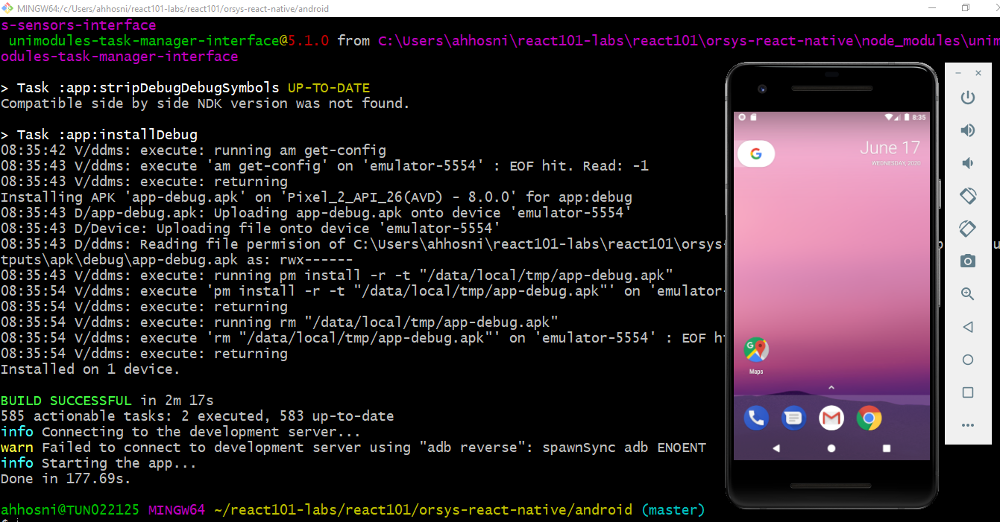 MINGW64:/c/Users/ahhosni/react101-labs/react101/orsys-react-native/android
s-sensors-interface
 unimodules-task-manager-interface@5.1.0 from C:\Users\ahhosni\react101-labs\react101\orsys-react-native\node_modules\unim
odules-task-manager-interface
> Task :app:stripDebugDebugSymbols UP-TO-DATE
Compatible side by side NDK version was not found.
> Task :app:installDebug
08:35:42 V/ddms: execute: running am get-config
08:35:43 V/ddms: execute 'am get-config' on 'emulator-5554' : EOF hit. Read: -1
08:35:43 V/ddms: execute: returning
Installing APK 'app-debug.apk' on 'Pixel_2_API_26(AVD) - 8.0.0' for app:debug
08:35:43 D/app-debug.apk: Uploading app-debug.apk onto device 'emulator-5554'
08:35:43 D/Device: Uploading file onto device 'emulator-5554'
08:35:43 D/ddms: Reading file permision of C:\Users\ahhosni\react101-labs\react101\orsys-
tputs\apk\debug\app-debug.apk as: rwx------
08:35:43 V/ddms: execute: running pm install -r -t "/data/local/tmp/app-debug.apk"
08:35:54 V/ddms: execute 'pm install -r -t "/data/local/tmp/app-debug.apk"' on 'emulator-
08:35:54 V/ddms: execute: returning
08:35:54 V/ddms: execute: running rm "/data/local/tmp/app-debug.apk"
08:35:54 V/ddms: execute 'rm "/data/local/tmp/app-debug.apk"' on 'emulator-5554' : EOF
08:35:54 V/ddms: execute: returning
Installed on 1 device.
BUILD SUCCESSFUL in 2m 17s
585 actionable tasks: 2 executed, 583 up-to-date
info Connecting to the development server...
warn Failed to connect to development server using "adb reverse": spawnSync adb ENOENT
info Starting the app...
Done in 177.69s.
ahhosni@TUN022125 MINGW64 ~/react101-labs/react101/orsys-react-native/android (master)
8:35
G
June 17
WEDNESDAY, 2020
Maps